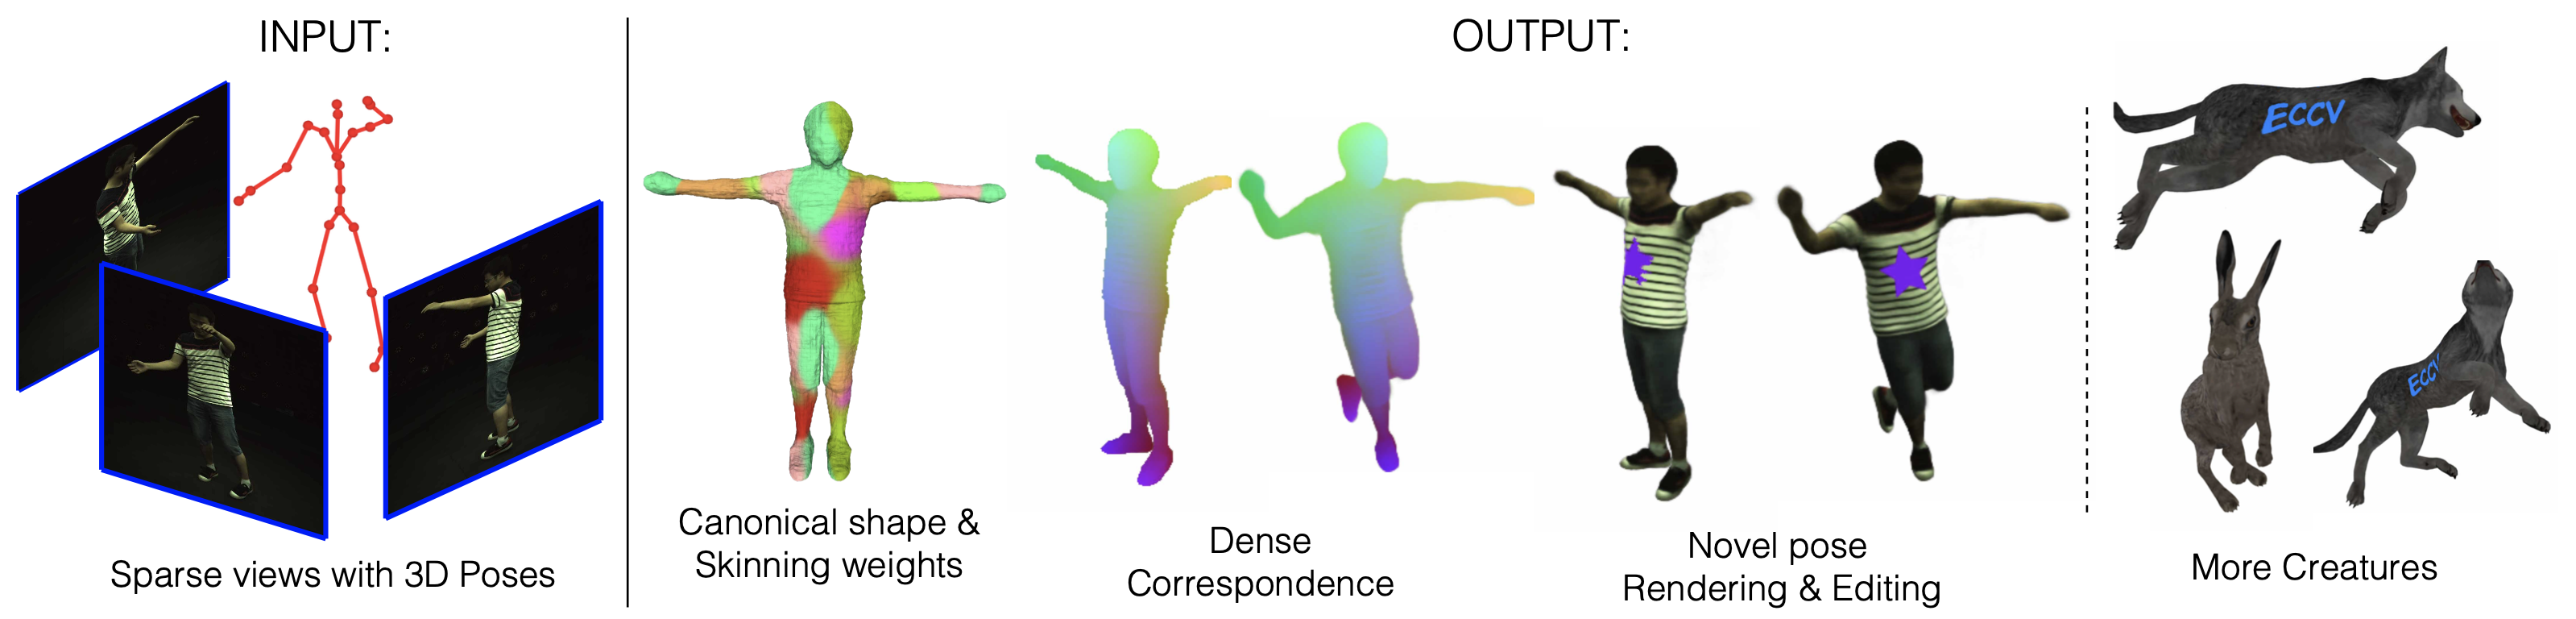 INPUT:
OUTPUT:
ECCV
ECCV
Sparse views with 3D Poses
Canonical shape &
Skinning weights
Dense
Correspondence
Novel pose
Rendering & Editing
More Creatures